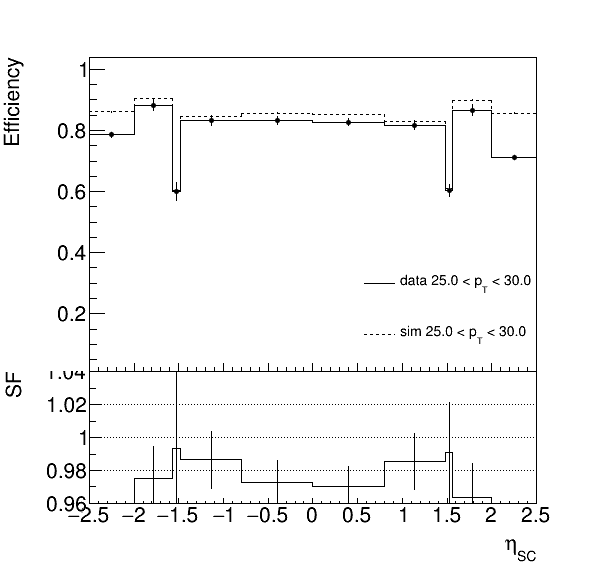 Efficiency
1
0.8
0.6
0.4
0.2
data 25.0 < p_T < 30.0
sim 25.0 < p_T < 30.0
SF
1.04
1.02
1
0.98
0.96
−2.5 −2 −1.5 −1 −0.5 0 0.5 1 1.5 2 2.5
η_SC